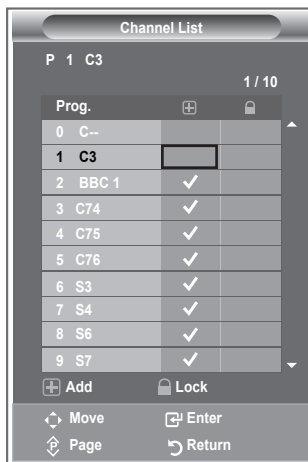 Channel List
P 1 C3
1 / 10
Prog.
0 C--
1 C3
2 BBC 1
3 C74
4 C75
5 C76
6 S3
7 S4
8 S6
9 S7
Add Lock
Move Enter
P Page Return